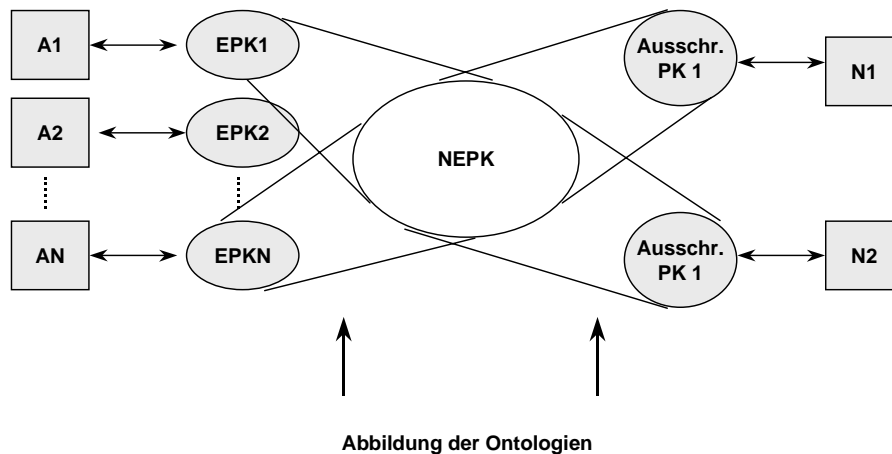 A1
EPK1
Ausschr.
PK 1
N1
A2
EPK2
NEPK
AN
EPKN
Ausschr.
PK 1
N2
Abbildung der Ontologien